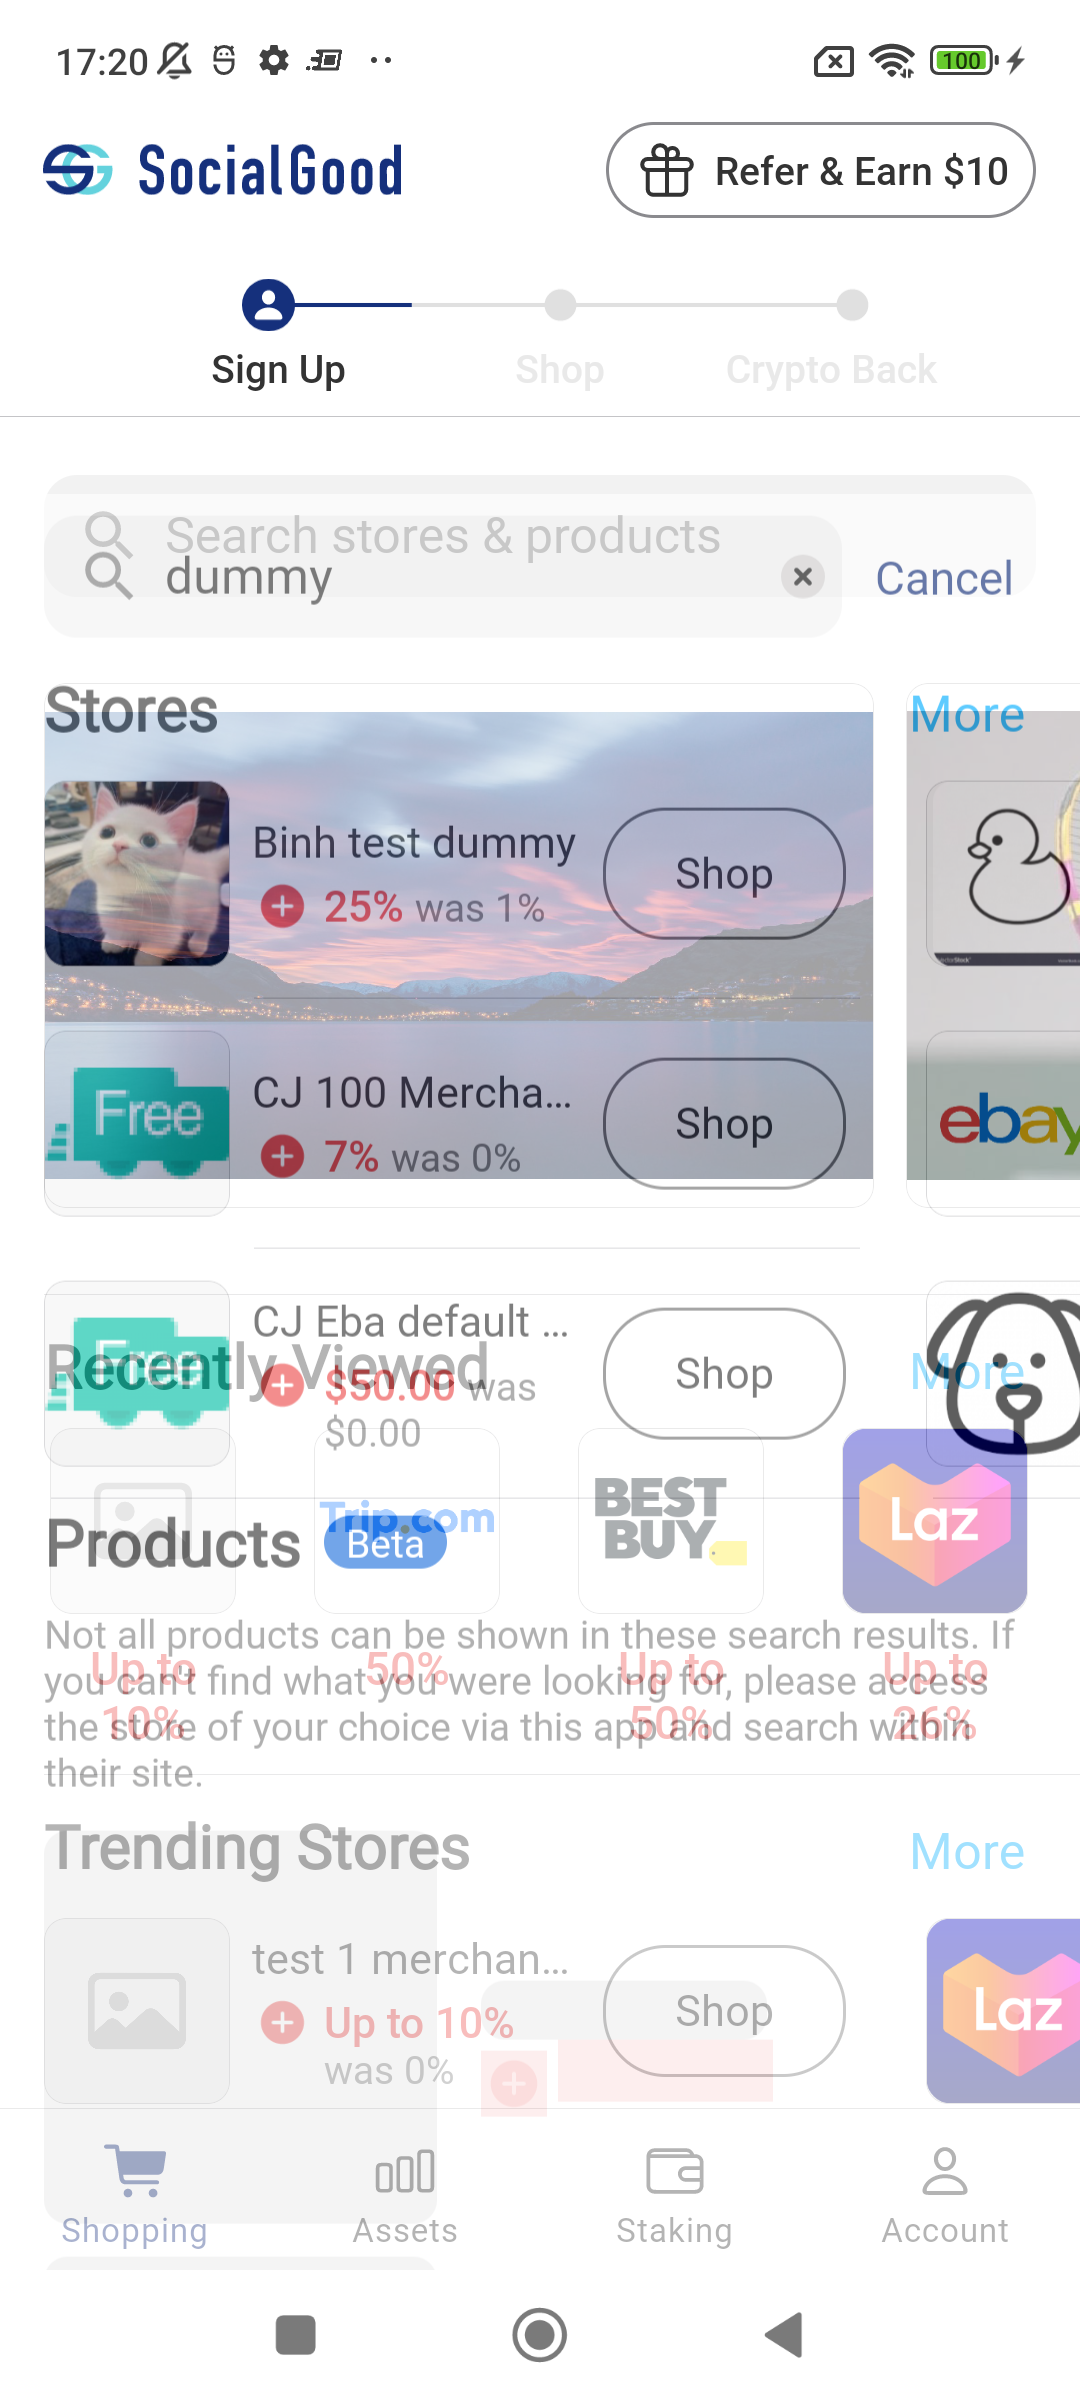 17:20
100
SocialGood
Refer & Earn $10
Sign Up
Shop
Crypto Back
Search stores & products
dummy
Cancel
Stores
More
Binh test dummy
Shop
25% was 1%
Free
CJ 100 Mercha...
Shop
7% was 0%
ebay
CJ Eba default ...
Shop
Free
Recently Viewed
More
$50.00 was
$0.00
Trip.com
BEST
BUY
Laz
Products
Beta
Not all products can be shown in these search results. If
you can't find what you were looking for, please access
the store of your choice via this app and search within
their site.
Up to
10%
50%
Up to
50%
Up to
26%
Trending Stores
More
test 1 merchan...
Shop
Up to 10%
was 0%
Laz
Shopping
Assets
Staking
Account